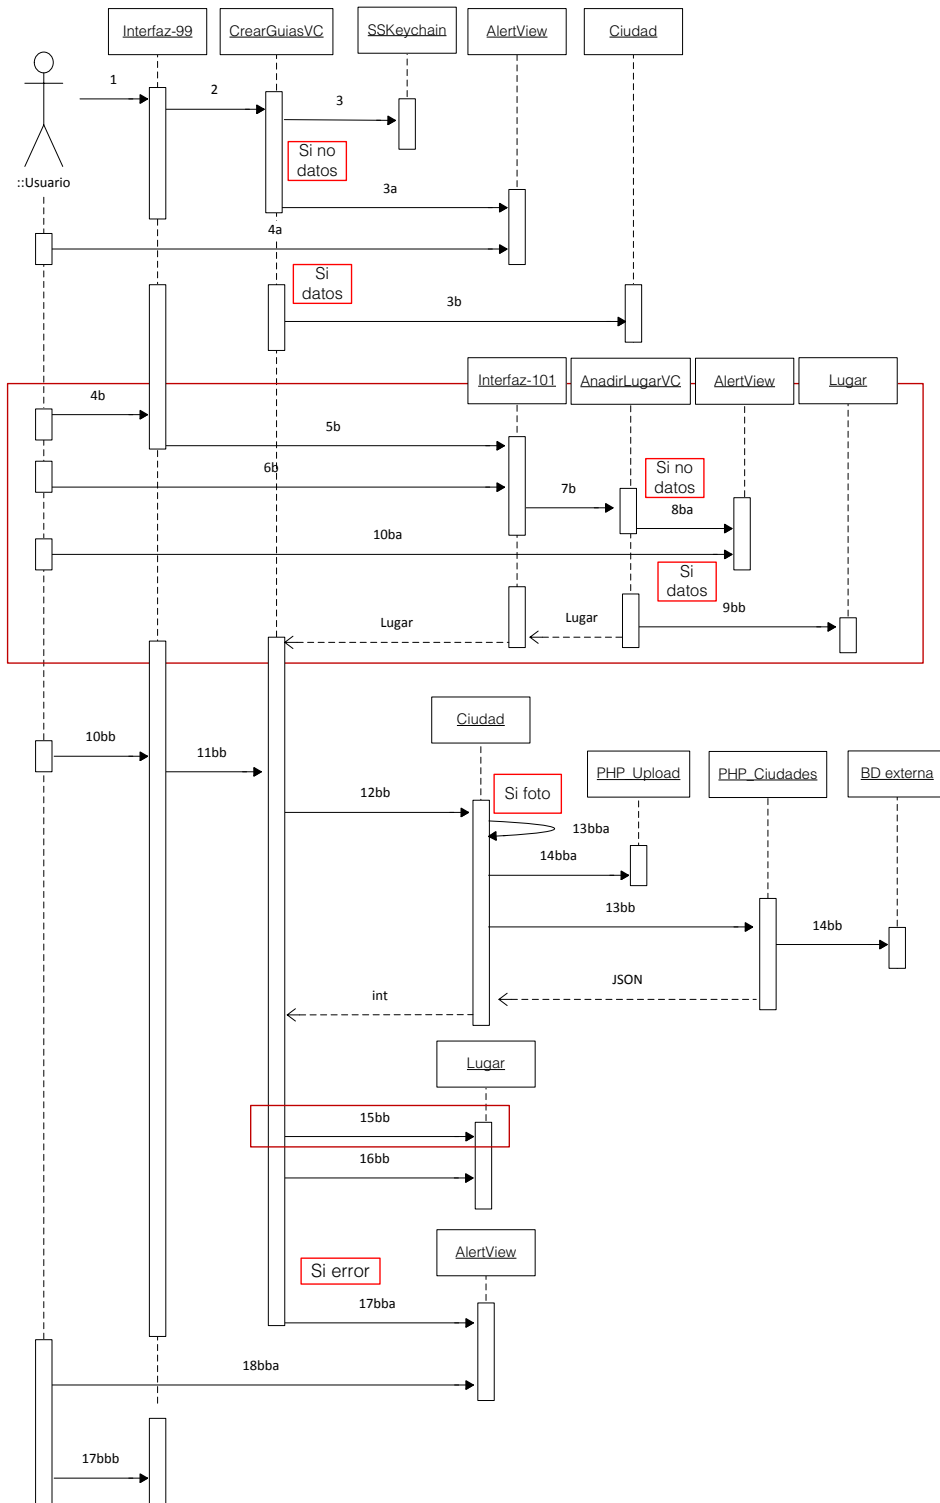 Interfaz-99
CrearGuiasVC
SSKeychain
AlertView
Ciudad
1
2
3
Si no
datos
::Usuario
3a
4a
Si
datos
3b
Interfaz-101
AnadirLugarVC
AlertView
Lugar
4b
5b
6b
Si no
datos
7b
8ba
10ba
Si
datos
9bb
Lugar
Lugar
Ciudad
10bb
11bb
PHP_Upload
PHP_Ciudades
BD externa
12bb
Si foto
13bba
14bba
13bb
14bb
JSON
int
Lugar
15bb
16bb
AlertView
Si error
17bba
18bba
17bbb